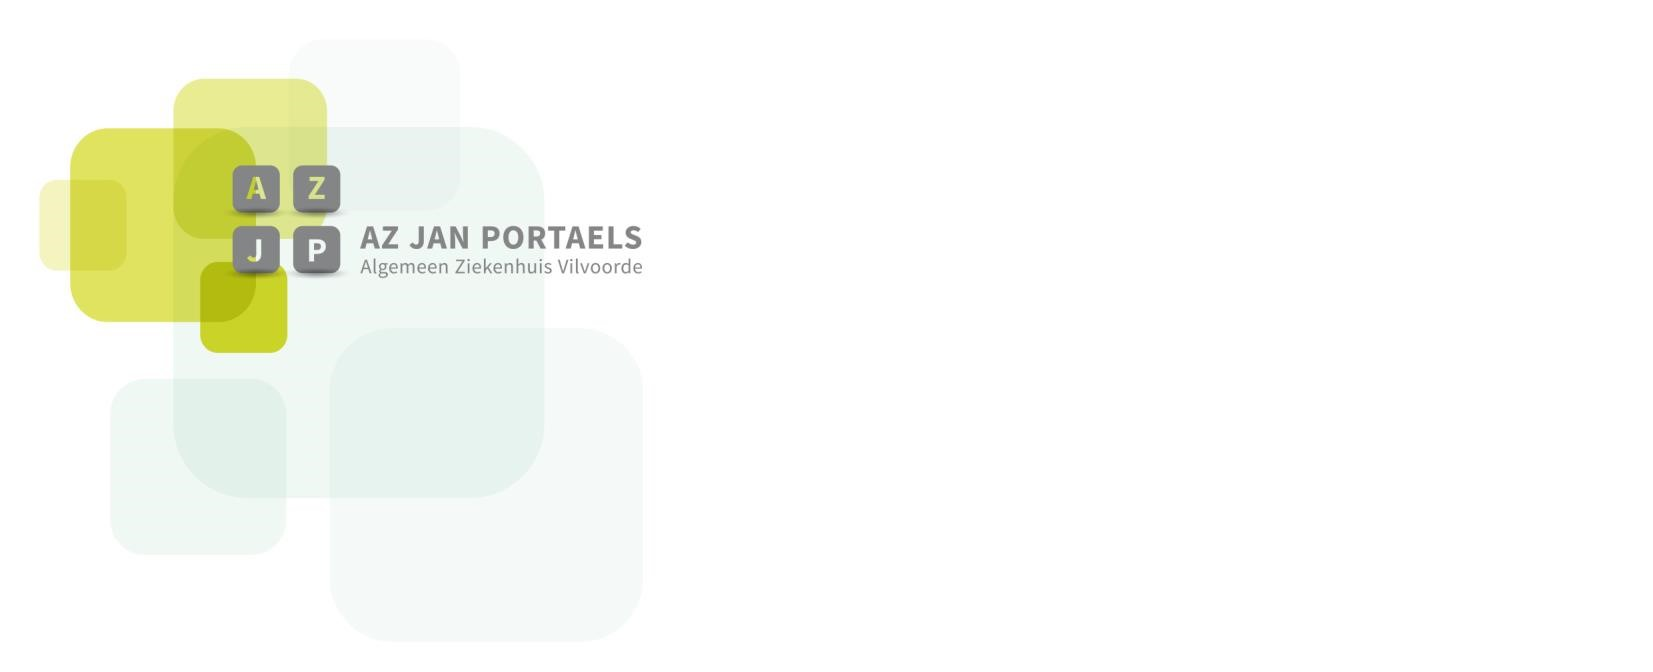 A Z
J P
AZ JAN PORTAELS
Algemeen Ziekenhuis Vilvoorde